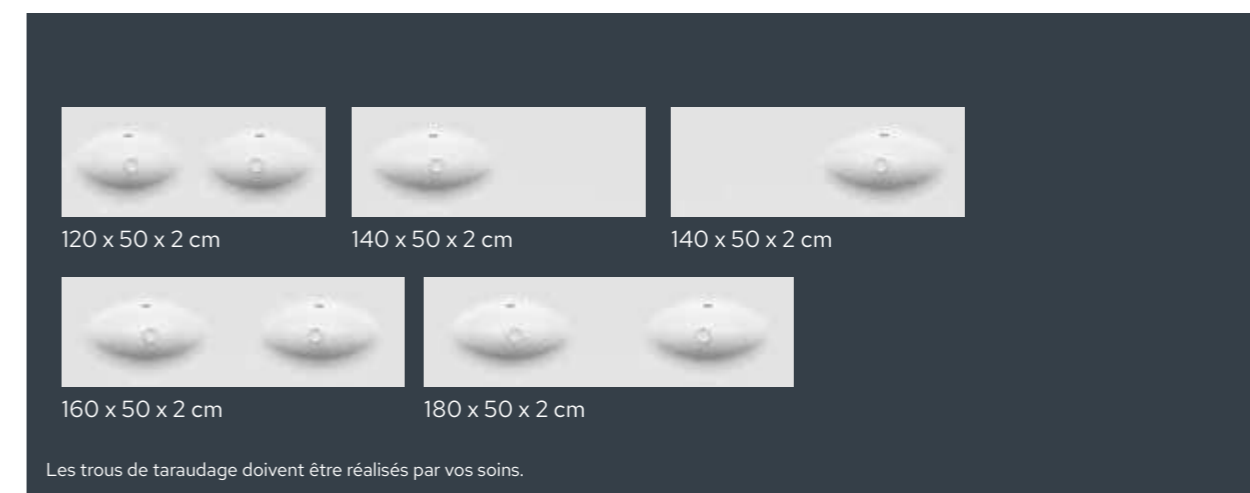 120 x 50 x 2 cm
140 x 50 x 2 cm
140 x 50 x 2 cm
160 x 50 x 2 cm
180 x 50 x 2 cm
Les trous de taraudage doivent être réalisés par vos soins.